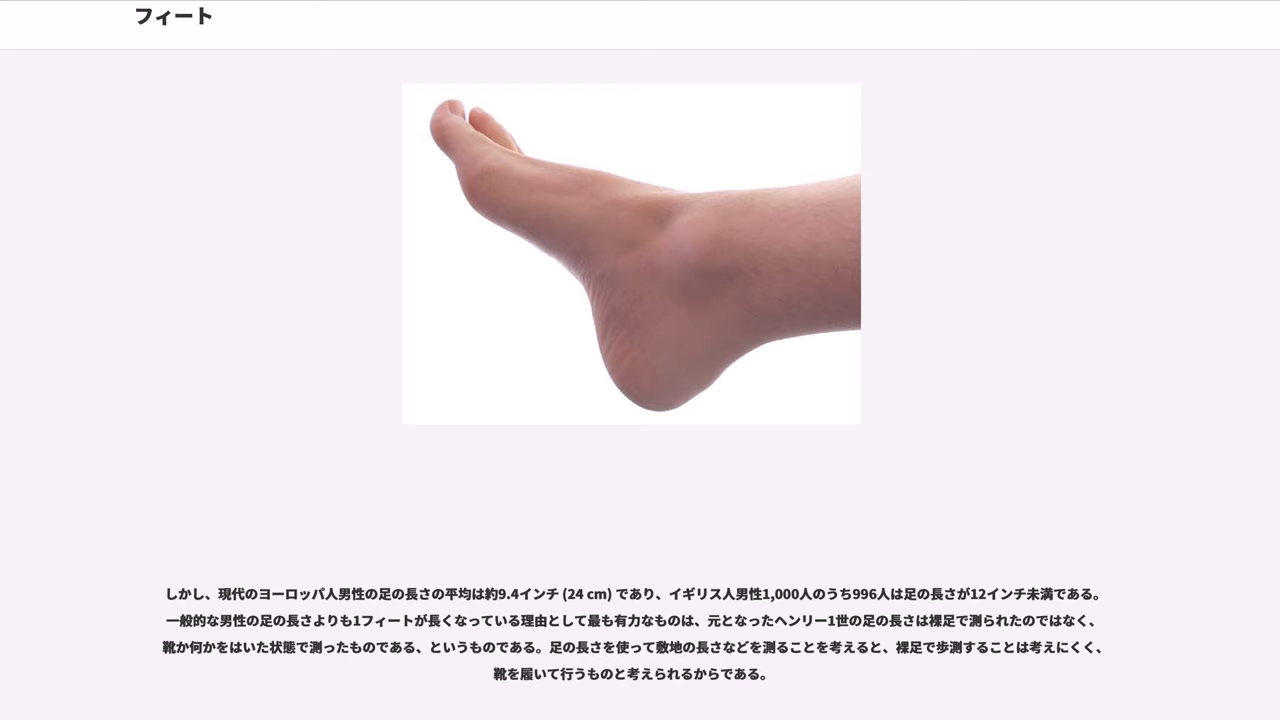 フィート
しかし、現代のヨーロッパ人男性の足の長さの平均は約9.4インチ (24 cm) であり、イギリス人男性1,000人のうち996人は足の長さが12インチ未満である。
一般的な男性の足の長さよりも1フィートが長くなっている理由として最も有力なものは、元となったヘンリー1世の足の長さは裸足で測られたのではなく、
靴か何かをはいた状態で測ったものである、というものである。足の長さを使って敷地の長さなどを測ることを考えると、裸足で歩測することは考えにくく、
靴を履いて行うものと考えられるからである。